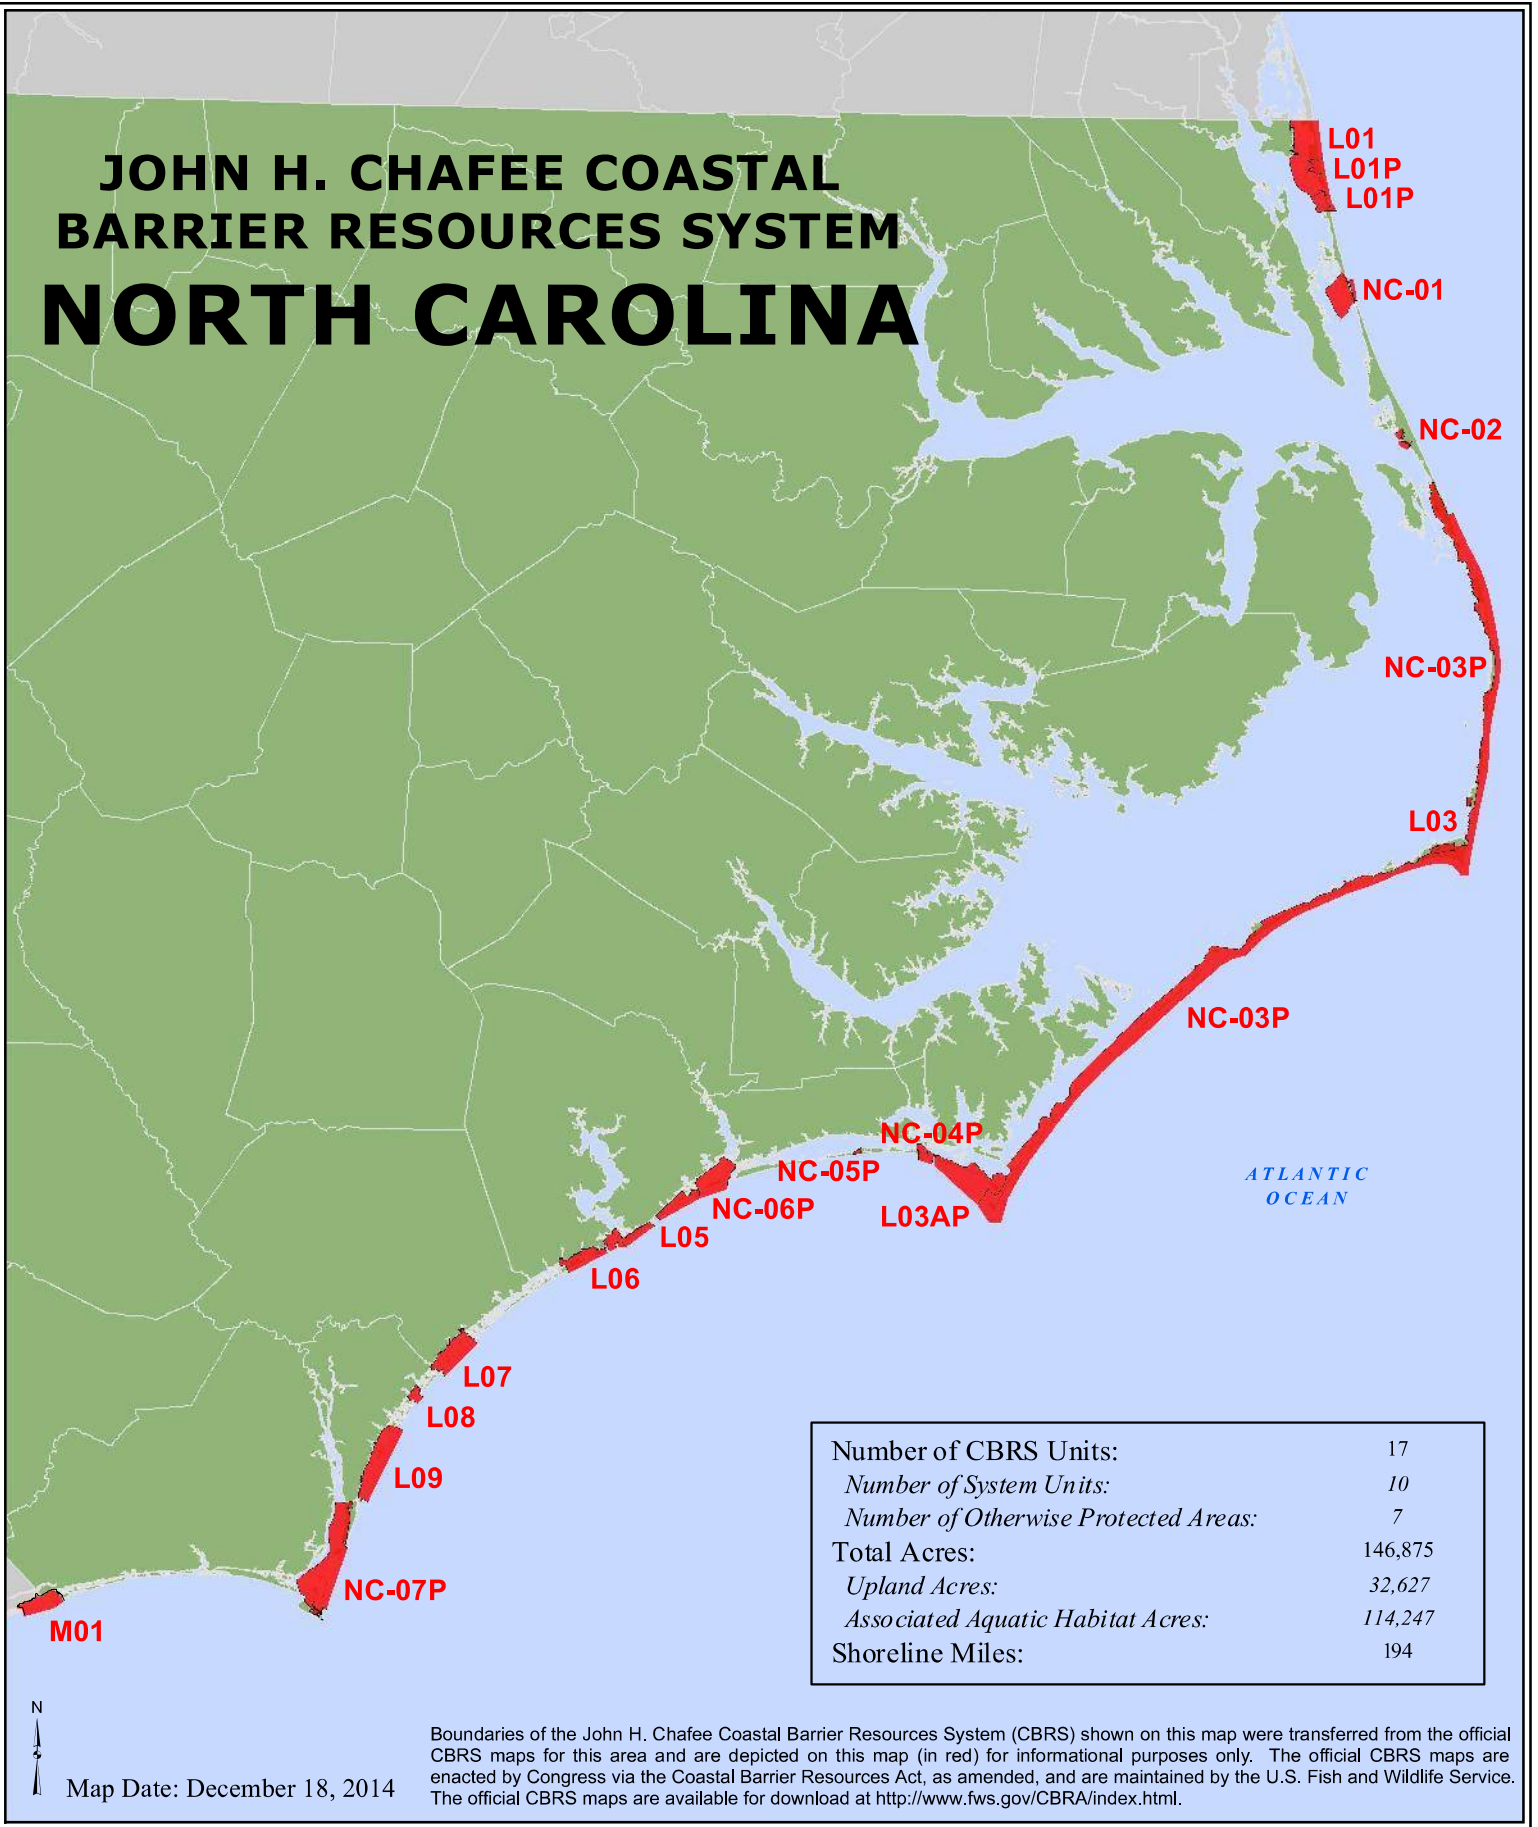 JOHN H. CHAFEE COASTAL
BARRIER RESOURCES SYSTEM
NORTH CAROLINA
L01
L01P
L01P
NC-01
NC-02
NC-03P
L03
NC-03P
NC-04P
NC-05P
ATLANTIC
OCEAN
NC-06P
L03AP
L05
L06
L07
L08
L09
NC-07P
M01
Number of CBRS Units: 17
Number of System Units: 10
Number of Otherwise Protected Areas: 7
Total Acres: 146,875
Upland Acres: 32,627
Associated Aquatic Habitat Acres: 114,247
Shoreline Miles: 194
N
Map Date: December 18, 2014
Boundaries of the John H. Chafee Coastal Barrier Resources System (CBRS) shown on this map were transferred from the official
CBRS maps for this area and are depicted on this map (in red) for informational purposes only. The official CBRS maps are
enacted by Congress via the Coastal Barrier Resources Act, as amended, and are maintained by the U.S. Fish and Wildlife Service.
The official CBRS maps are available for download at http://www.fws.gov/CBRA/index.html.